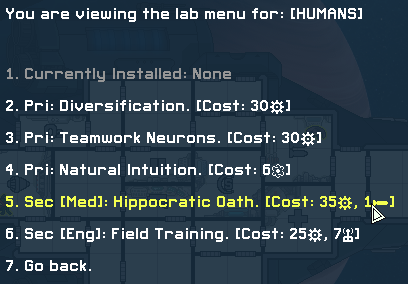 You are viewing the lab menu for: [HUMANS]
1. Currently Installed: None
2. Pri: Diversification. [Cost: 30]
3. Pri: Teamwork Neurons. [Cost: 30]
4. Pri: Natural Intuition. [Cost: 6]
5. Sec [Med]: Hippocratic Oath. [Cost: 35, 1]
6. Sec [Eng]: Field Training. [Cost: 25, 7]
7. Go back.